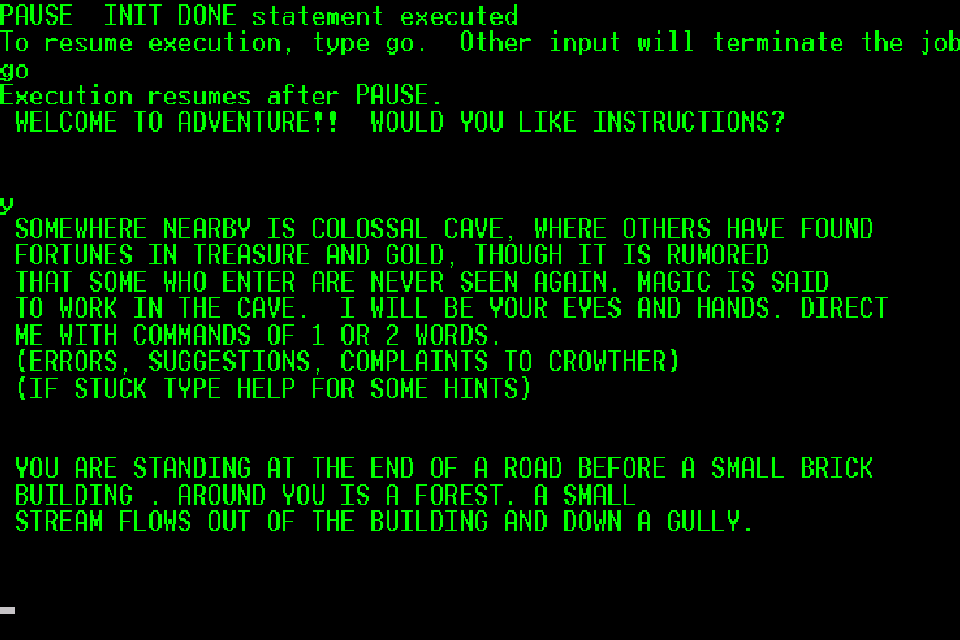 PAUSE  INIT DONE statement executed
To resume execution, type go.  Other input will terminate the job
go
Execution resumes after PAUSE.
 WELCOME TO ADVENTURE!!  WOULD YOU LIKE INSTRUCTIONS?
y
 SOMEWHERE NEARBY IS COLOSSAL CAVE, WHERE OTHERS HAVE FOUND
 FORTUNES IN TREASURE AND GOLD, THOUGH IT IS RUMORED
 THAT SOME WHO ENTER ARE NEVER SEEN AGAIN. MAGIC IS SAID
 TO WORK IN THE CAVE.  I WILL BE YOUR EYES AND HANDS. DIRECT
 ME WITH COMMANDS OF 1 OR 2 WORDS.
 (ERRORS, SUGGESTIONS, COMPLAINTS TO CROWTHER)
 (IF STUCK TYPE HELP FOR SOME HINTS)
 YOU ARE STANDING AT THE END OF A ROAD BEFORE A SMALL BRICK
 BUILDING . AROUND YOU IS A FOREST. A SMALL
 STREAM FLOWS OUT OF THE BUILDING AND DOWN A GULLY.